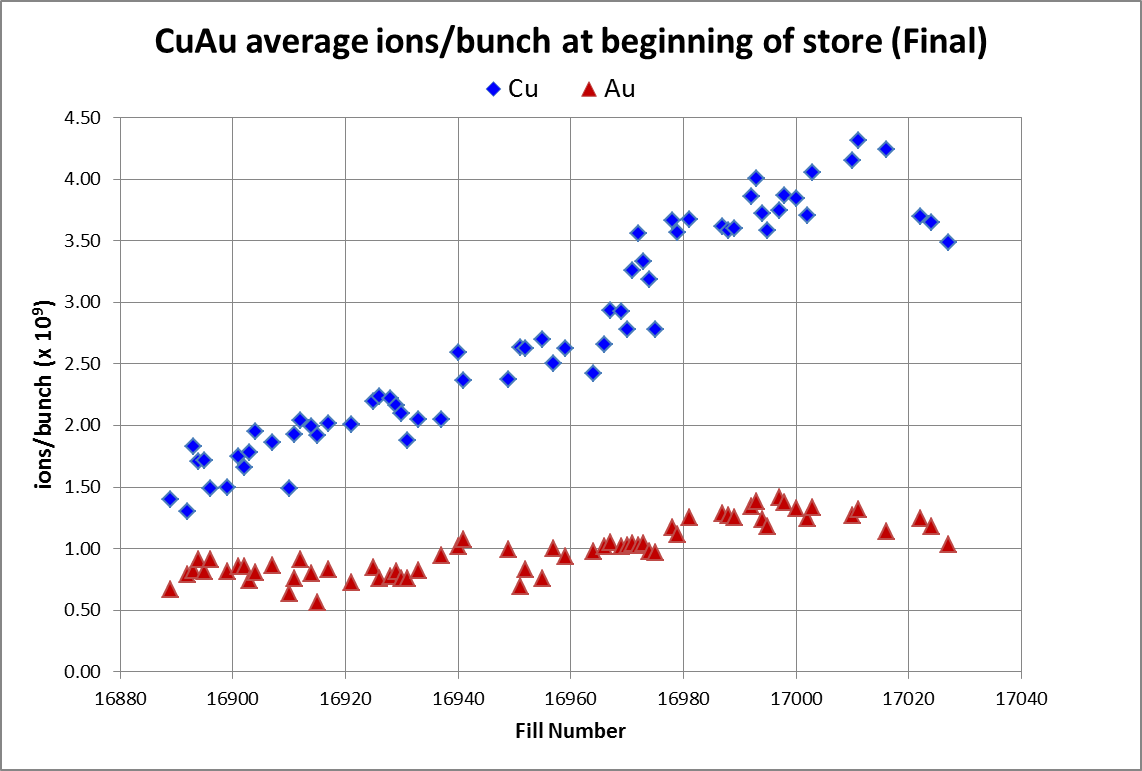 CuAu average ions/bunch at beginning of store (Final)
Cu Au
4.50
4.00
3.50
3.00
2.50
2.00
1.50
1.00
0.50
0.00
ions/bunch (x 10⁹)
16880 16900 16920 16940 16960 16980 17000 17020 17040
Fill Number